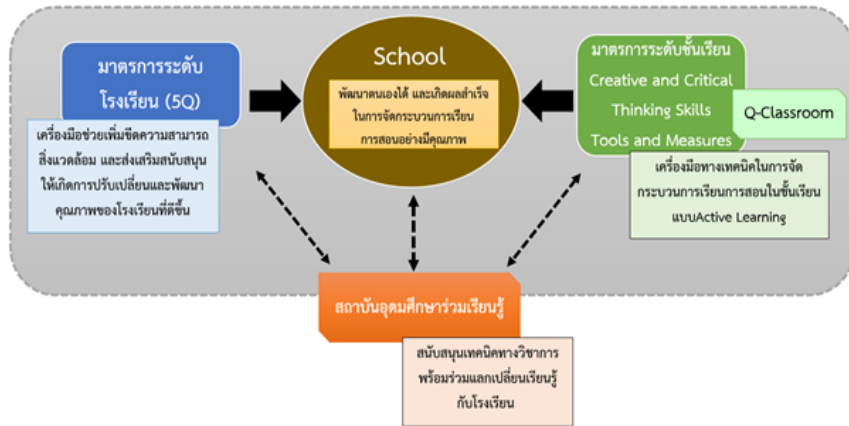 มาตรการระดับ
โรงเรียน (5Q)
เครื่องมือช่วยเพิ่มขีดความสามารถ
สิ่งแวดล้อม และส่งเสริมสนับสนุน
ให้เกิดการปรับเปลี่ยนและพัฒนา
คุณภาพของโรงเรียนที่ดีขึ้น
School
พัฒนาตนเองได้ และเกิดผลสำเร็จ
ในการจัดกระบวนการเรียน
การสอนอย่างมีคุณภาพ
มาตรการระดับชั้นเรียน
Creative and Critical
Thinking Skills
Tools and Measures
Q-Classroom
เครื่องมือทางเทคนิคในการจัด
กระบวนการเรียนการสอนในชั้นเรียน
แบบActive Learning
สถาบันอุดมศึกษาร่วมเรียนรู้
สนับสนุนเทคนิคทางวิชาการ
พร้อมร่วมแลกเปลี่ยนเรียนรู้
กับโรงเรียน